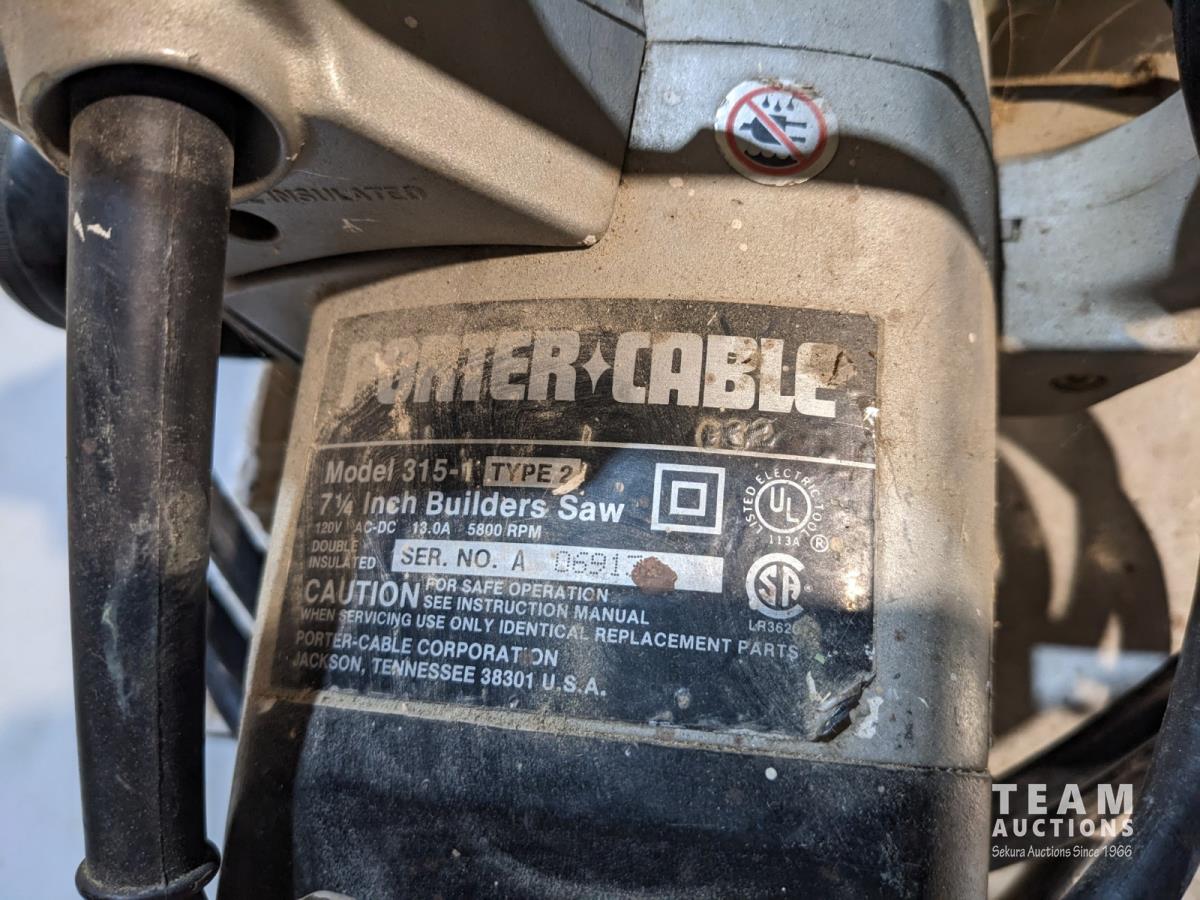 INSULATED
PORTER CABLE
032
Model 315-1 TYPE 2
7¼ Inch Builders Saw
120V AC-DC 13.0A 5800 RPM
DOUBLE
INSULATED
SER. NO. A
CAUTION FOR SAFE OPERATION
SEE INSTRUCTION MANUAL
WHEN SERVICING USE ONLY IDENTICAL REPLACEMENT PARTS
PORTER-CABLE CORPORATION
JACKSON, TENNESSEE 38301 U.S.A.
LISTED ELECTRIC TOOL
UL
113A ®
SA
TEAM
AUCTIONS
Sekura Auctions Since 1966